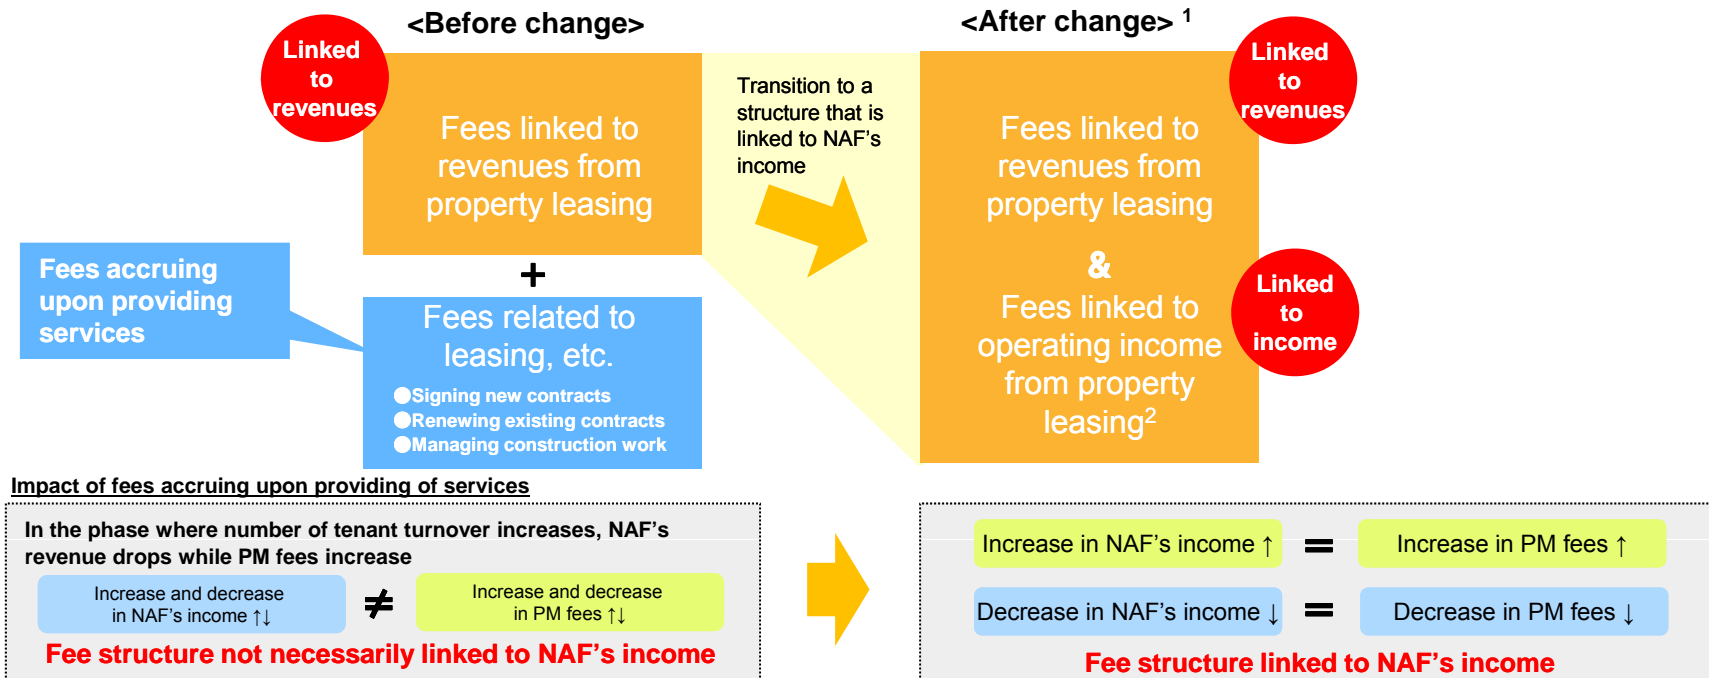 <Before change>
<After change> 1
Linked
to
revenues
Fees linked to
revenues from
property leasing
Transition to a
structure that is
linked to NAF's
income
Fees linked to
revenues from
property leasing
&
Fees linked to
operating income
from property
leasing2
Linked
to
revenues
Linked
to
income
Fees accruing
upon providing
services
+
Fees related to
leasing, etc.
●Signing new contracts
●Renewing existing contracts
●Managing construction work
Impact of fees accruing upon providing of services
In the phase where number of tenant turnover increases, NAF's
revenue drops while PM fees increase
Increase and decrease
in NAF's income ↑↓
≠
Increase and decrease
in PM fees ↑↓
Fee structure not necessarily linked to NAF's income
Increase in NAF's income ↑ = Increase in PM fees ↑
Decrease in NAF's income ↓ = Decrease in PM fees ↓
Fee structure linked to NAF's income